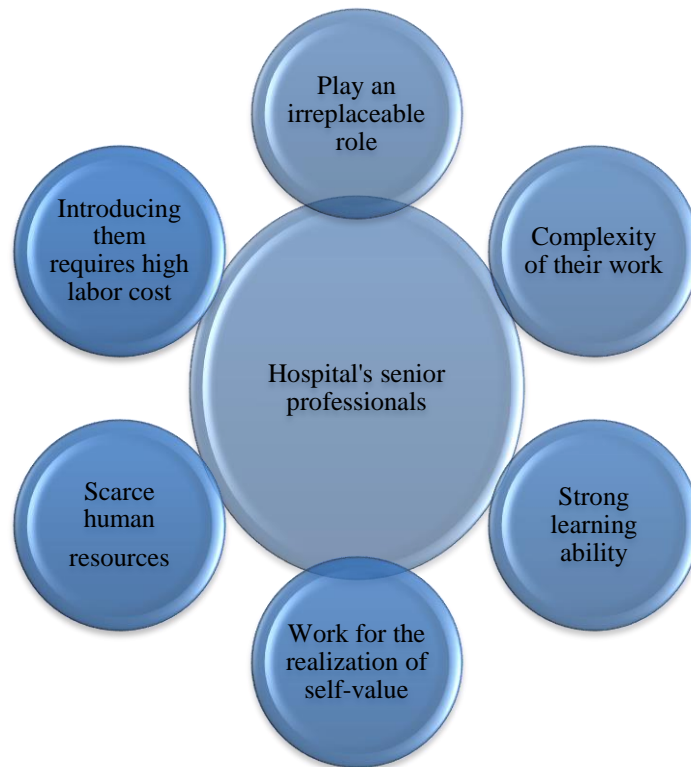 Play an
irreplaceable
role
Complexity
of their work
Strong
learning
ability
Work for the
realization of
self-value
Scarce
human
resources
Introducing
them
requires high
labor cost
Hospital's senior
professionals